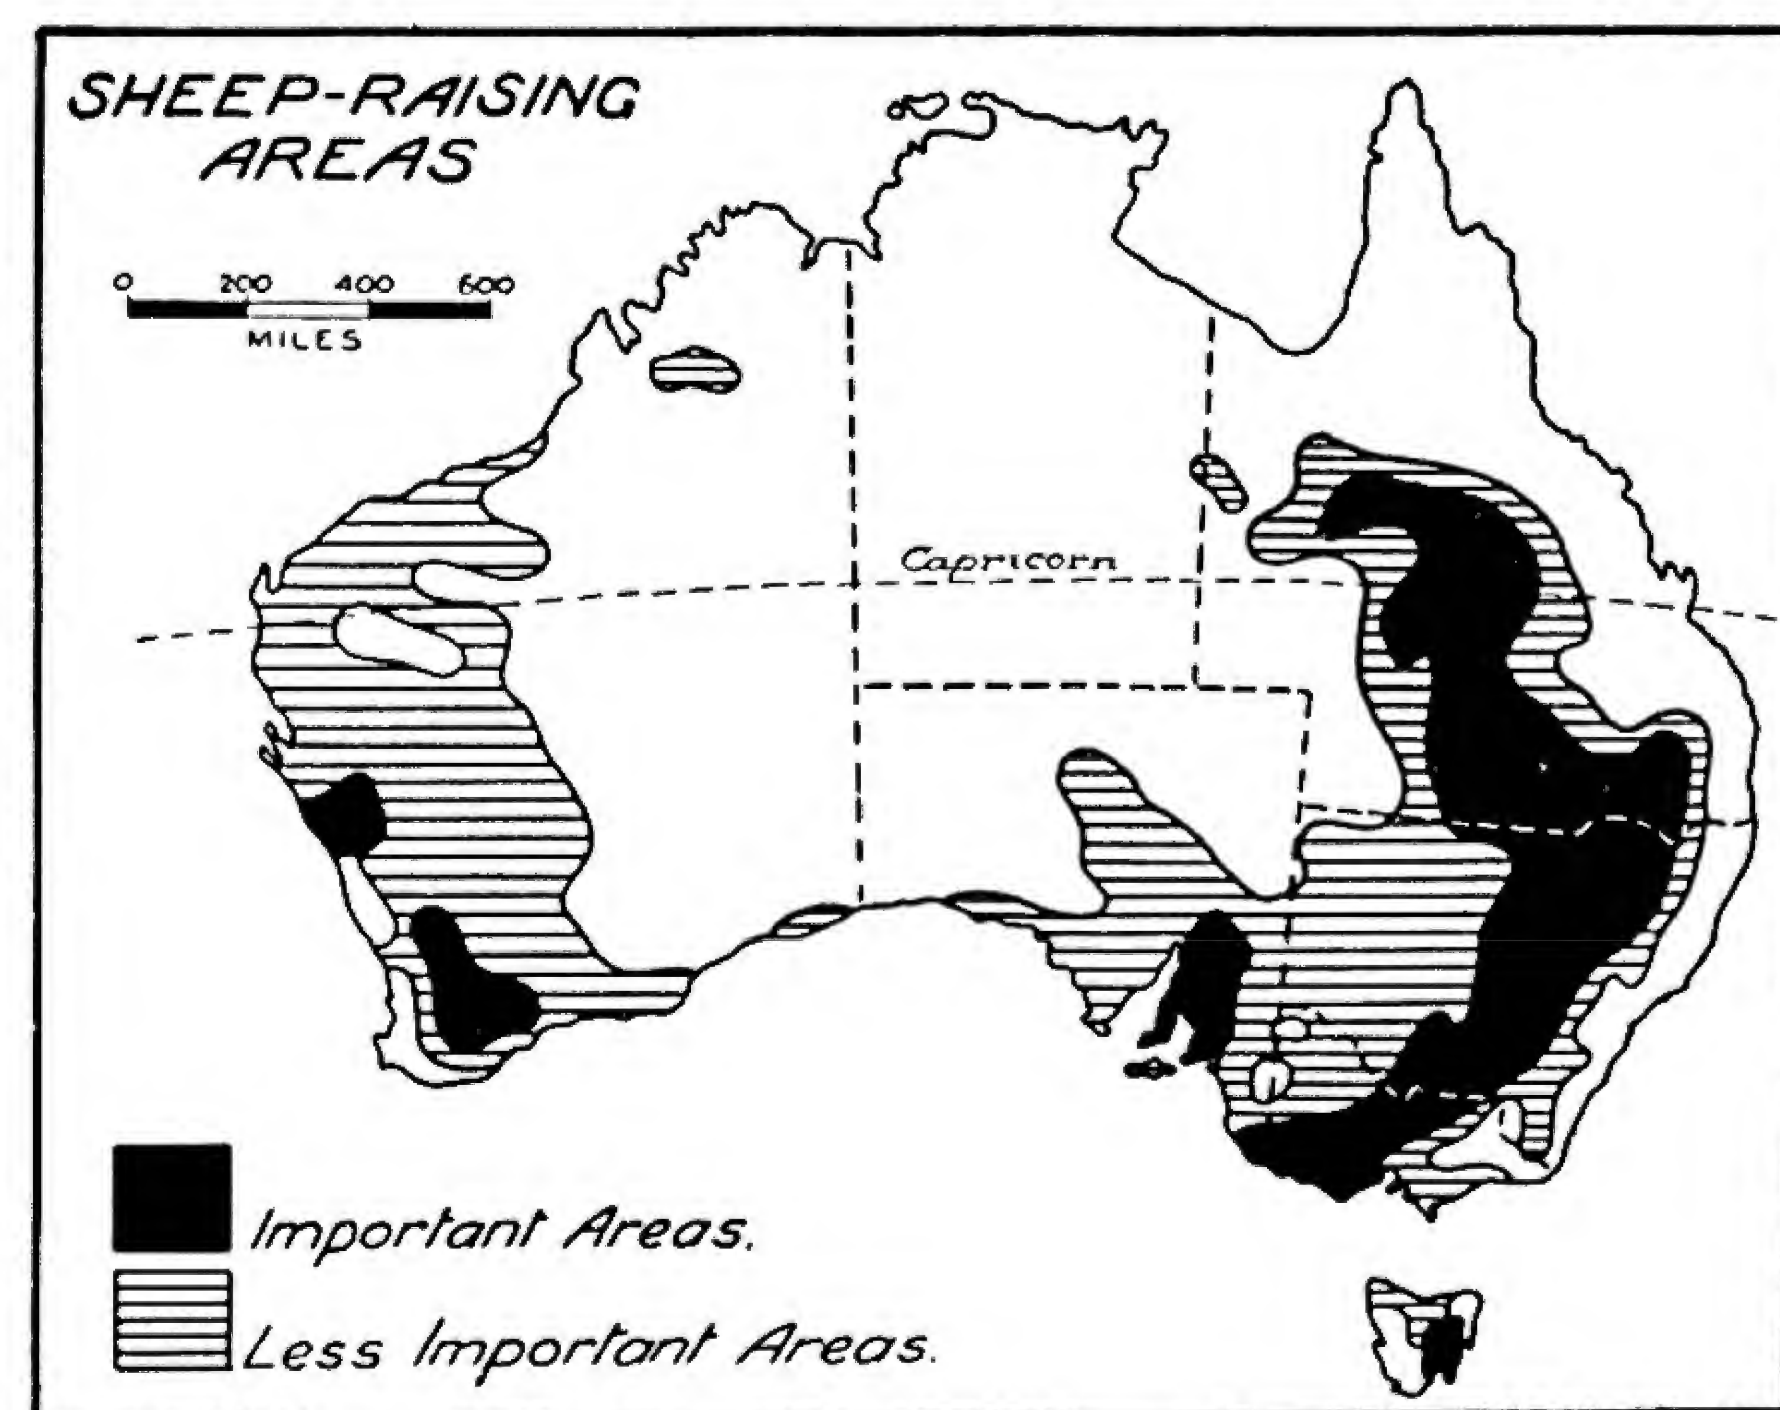 SHEEP-RAISING
AREAS
0 200 400 600
MILES
Capricorn
Important Areas.
Less Important Areas.